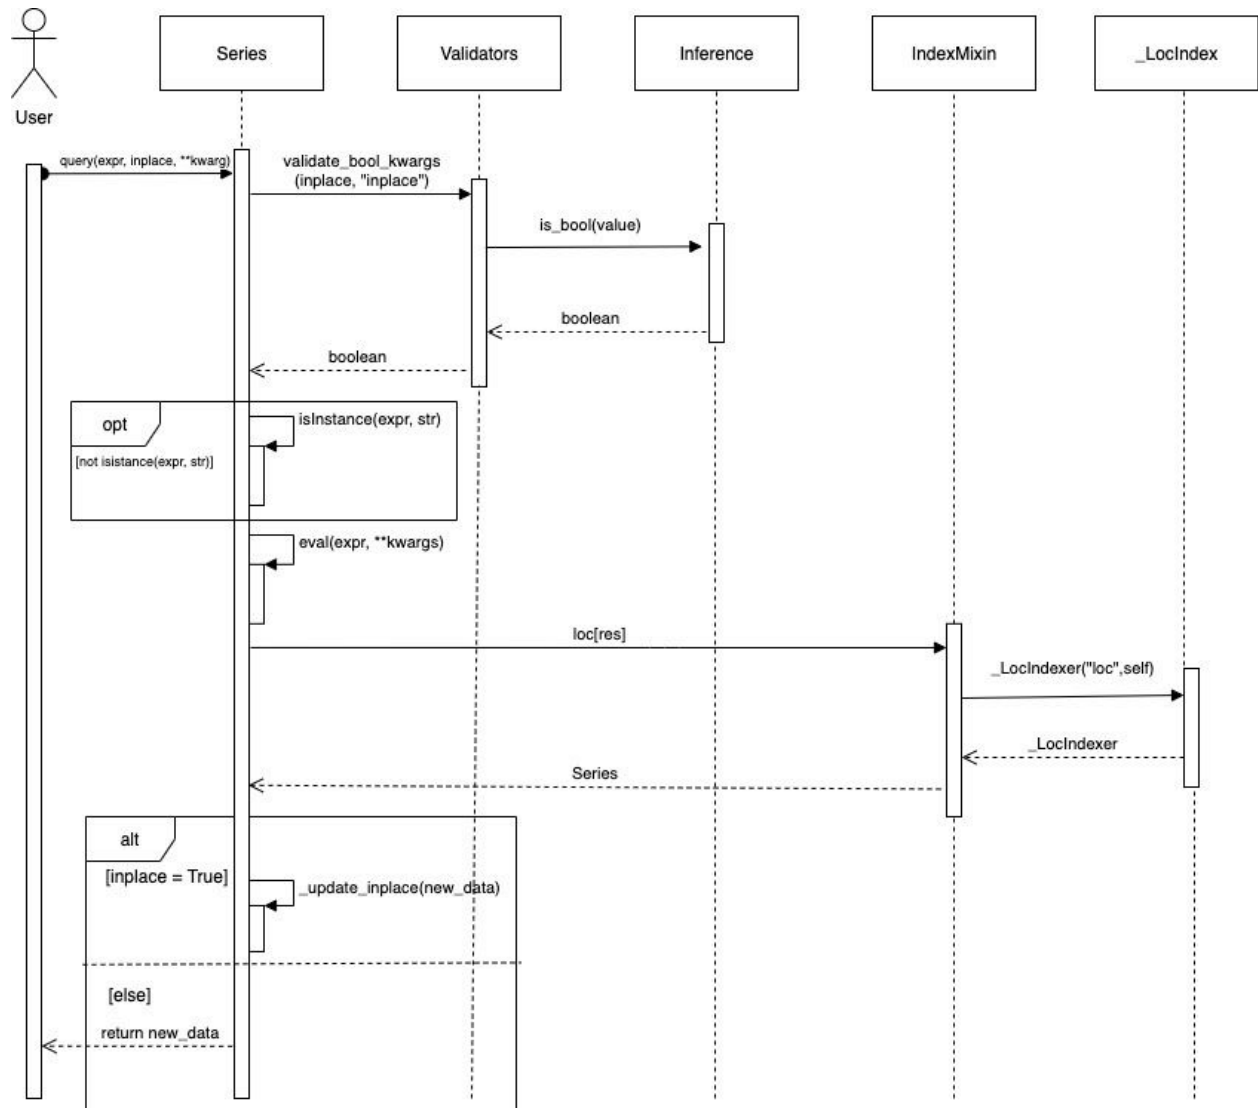 Series
Validators
Inference
IndexMixin
_LocIndex
User
query(expr, inplace, **kwarg)
validate_bool_kwargs
(inplace, "inplace")
is_bool(value)
boolean
boolean
opt
isInstance(expr, str)
[not isistance(expr, str)]
eval(expr, **kwargs)
loc[res]
_LocIndexer("loc",self)
_LocIndexer
Series
alt
[inplace = True]
_update_inplace(new_data)
[else]
return new_data